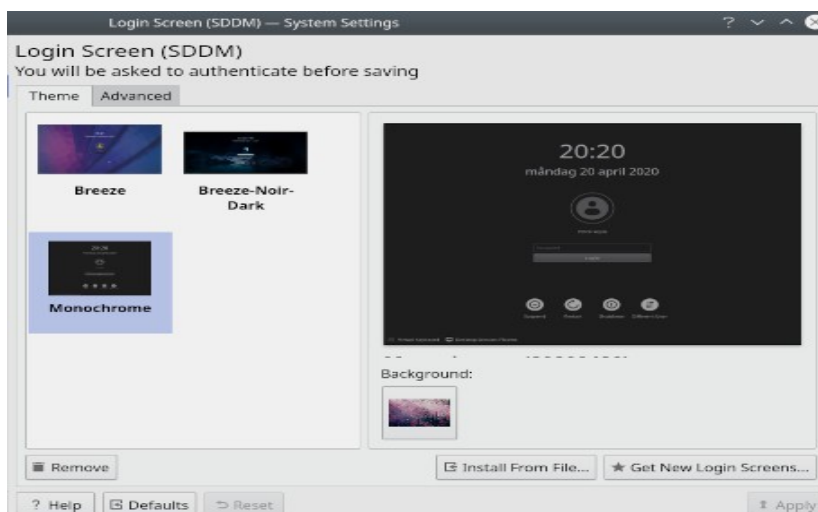 Login Screen (SDDM) — System Settings
Login Screen (SDDM)
You will be asked to authenticate before saving
Theme Advanced
Breeze
Breeze-Noir-
Dark
Monochrome
20:20
måndag 20 april 2020
Background:
Remove
Install From File...
Get New Login Screens...
? Help
Defaults
Reset
Apply